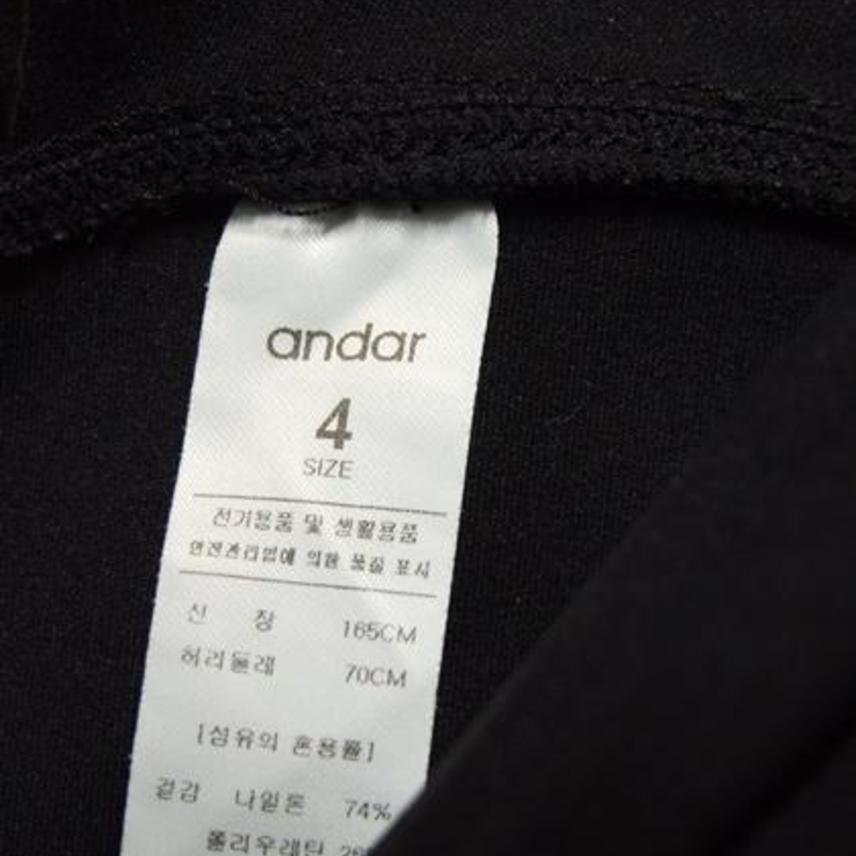 andar
4
SIZE
전기용품 및 생활용품
안전관리법에 의한 품질 표시
신 장 165CM
허리둘레 70CM
[섬유의 혼용률]
겉감 나일론 74%
폴리우레탄